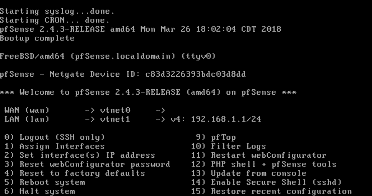 Starting syslog...done.
Starting CRON... done.
pfSense 2.4.3-RELEASE amd64 Mon Mar 26 18:02:04 CDT 2018
Bootup complete
FreeBSD/amd64 (pfSense.localdomain) (ttyv0)
pfSense - Netgate Device ID: c83d3226393bdc03d8dd
*** Welcome to pfSense 2.4.3-RELEASE (amd64) on pfSense ***
WAN (wan) -> vtnet0 ->
LAN (lan) -> vtnet1 -> v4: 192.168.1.1/24
0) Logout (SSH only) 9) pfTop
1) Assign Interfaces 10) Filter Logs
2) Set interface(s) IP address 11) Restart webConfigurator
3) Reset webConfigurator password 12) PHP shell + pfSense tools
4) Reset to factory defaults 13) Update from console
5) Reboot system 14) Enable Secure Shell (sshd)
6) Halt system 15) Restore recent configuration